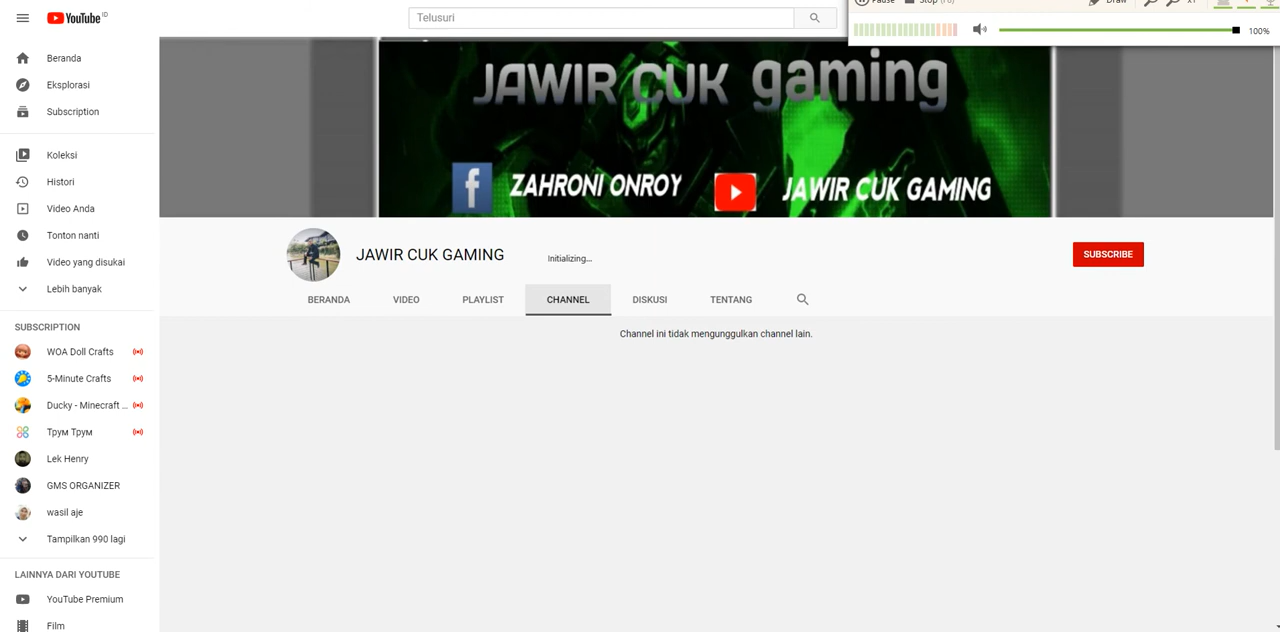 YouTube ID
Telusuri
Pause
Stop (F6)
Draw
x1
100%
Beranda
Eksplorasi
Subscription
Koleksi
Histori
Video Anda
Tonton nanti
Video yang disukai
Lebih banyak
SUBSCRIPTION
WOA Doll Crafts
5-Minute Crafts
Ducky - Minecraft ...
Трум Трум
Lek Henry
GMS ORGANIZER
wasil aje
Tampilkan 990 lagi
LAINNYA DARI YOUTUBE
YouTube Premium
Film
JAWIR CUK gaming
ZAHRONI ONROY
JAWIR CUK GAMING
JAWIR CUK GAMING
Initializing...
SUBSCRIBE
BERANDA
VIDEO
PLAYLIST
CHANNEL
DISKUSI
TENTANG
Channel ini tidak mengunggulkan channel lain.